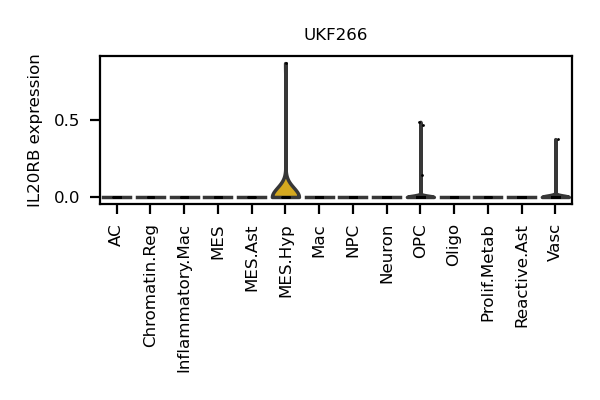 UKF266
IL20RB expression
0.5
0.0
AC
Chromatin.Reg
Inflammatory.Mac
MES
MES.Ast
MES.Hyp
Mac
NPC
Neuron
OPC
Oligo
Prolif.Metab
Reactive.Ast
Vasc